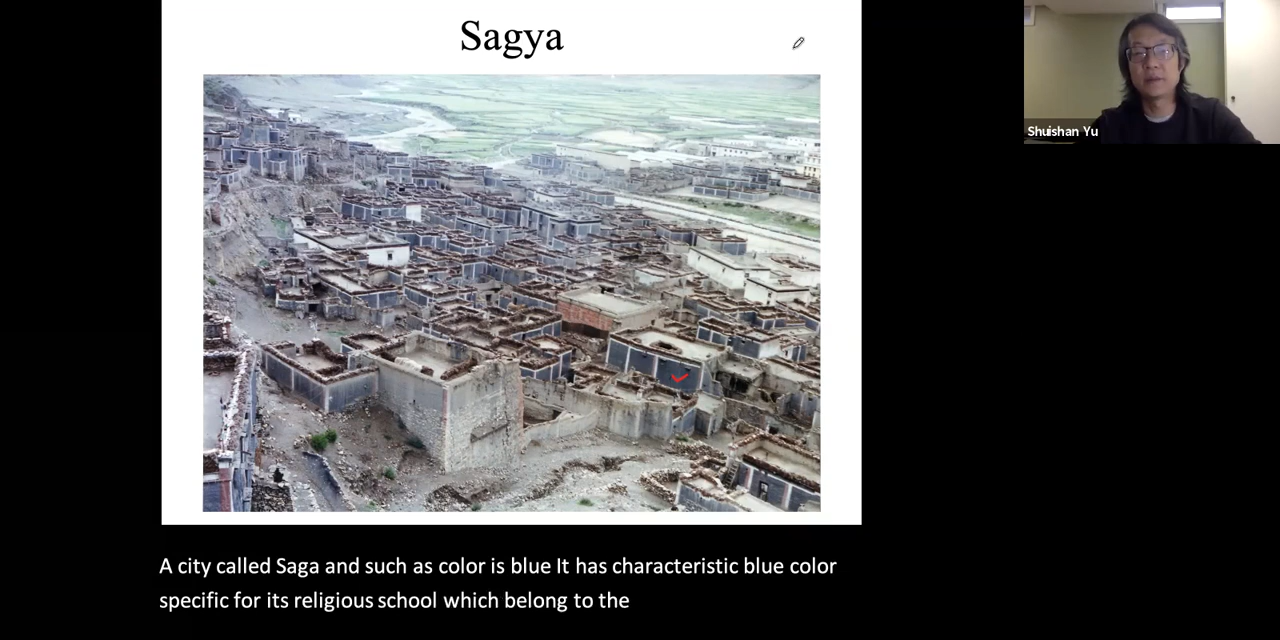 Sagya
Shuishan Yu
A city called Saga and such as color is blue It has characteristic blue color
specific for its religious school which belong to the